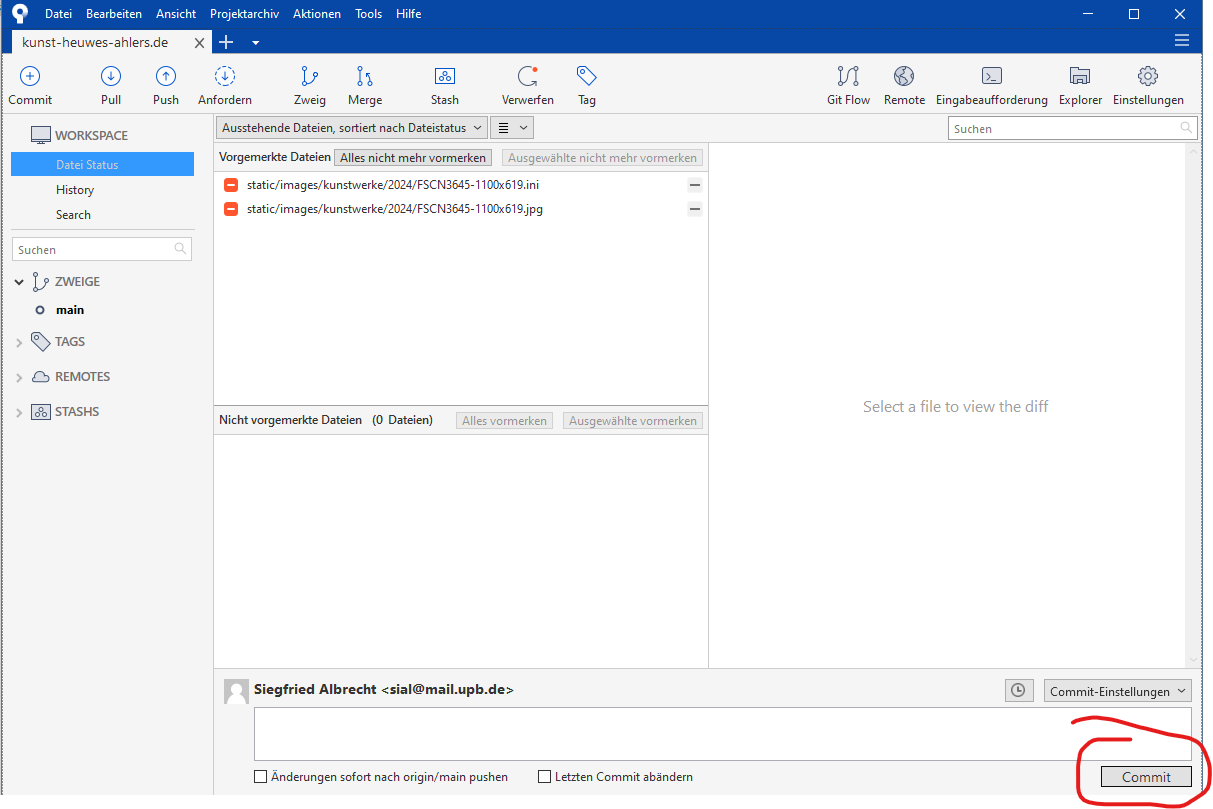 Datei Bearbeiten Ansicht Projektarchiv Aktionen Tools Hilfe
kunst-heuwes-ahlers.de
Commit Pull Push Anfordern Zweig Merge Stash Verwerfen Tag Git Flow Remote Eingabeaufforderung Explorer Einstellungen
WORKSPACE
Datei Status
History
Search
Suchen
ZWEIGE
main
TAGS
REMOTES
STASHS
Ausstehende Dateien, sortiert nach Dateistatus
Suchen
Vorgemerkte Dateien Alles nicht mehr vormerken Ausgewählte nicht mehr vormerken
static/images/kunstwerke/2024/FSCN3645-1100x619.ini
static/images/kunstwerke/2024/FSCN3645-1100x619.jpg
Nicht vorgemerkte Dateien (0 Dateien) Alles vormerken Ausgewählte vormerken
Select a file to view the diff
Siegfried Albrecht <sial@mail.upb.de>
Commit-Einstellungen
Änderungen sofort nach origin/main pushen Letzten Commit abändern
Commit